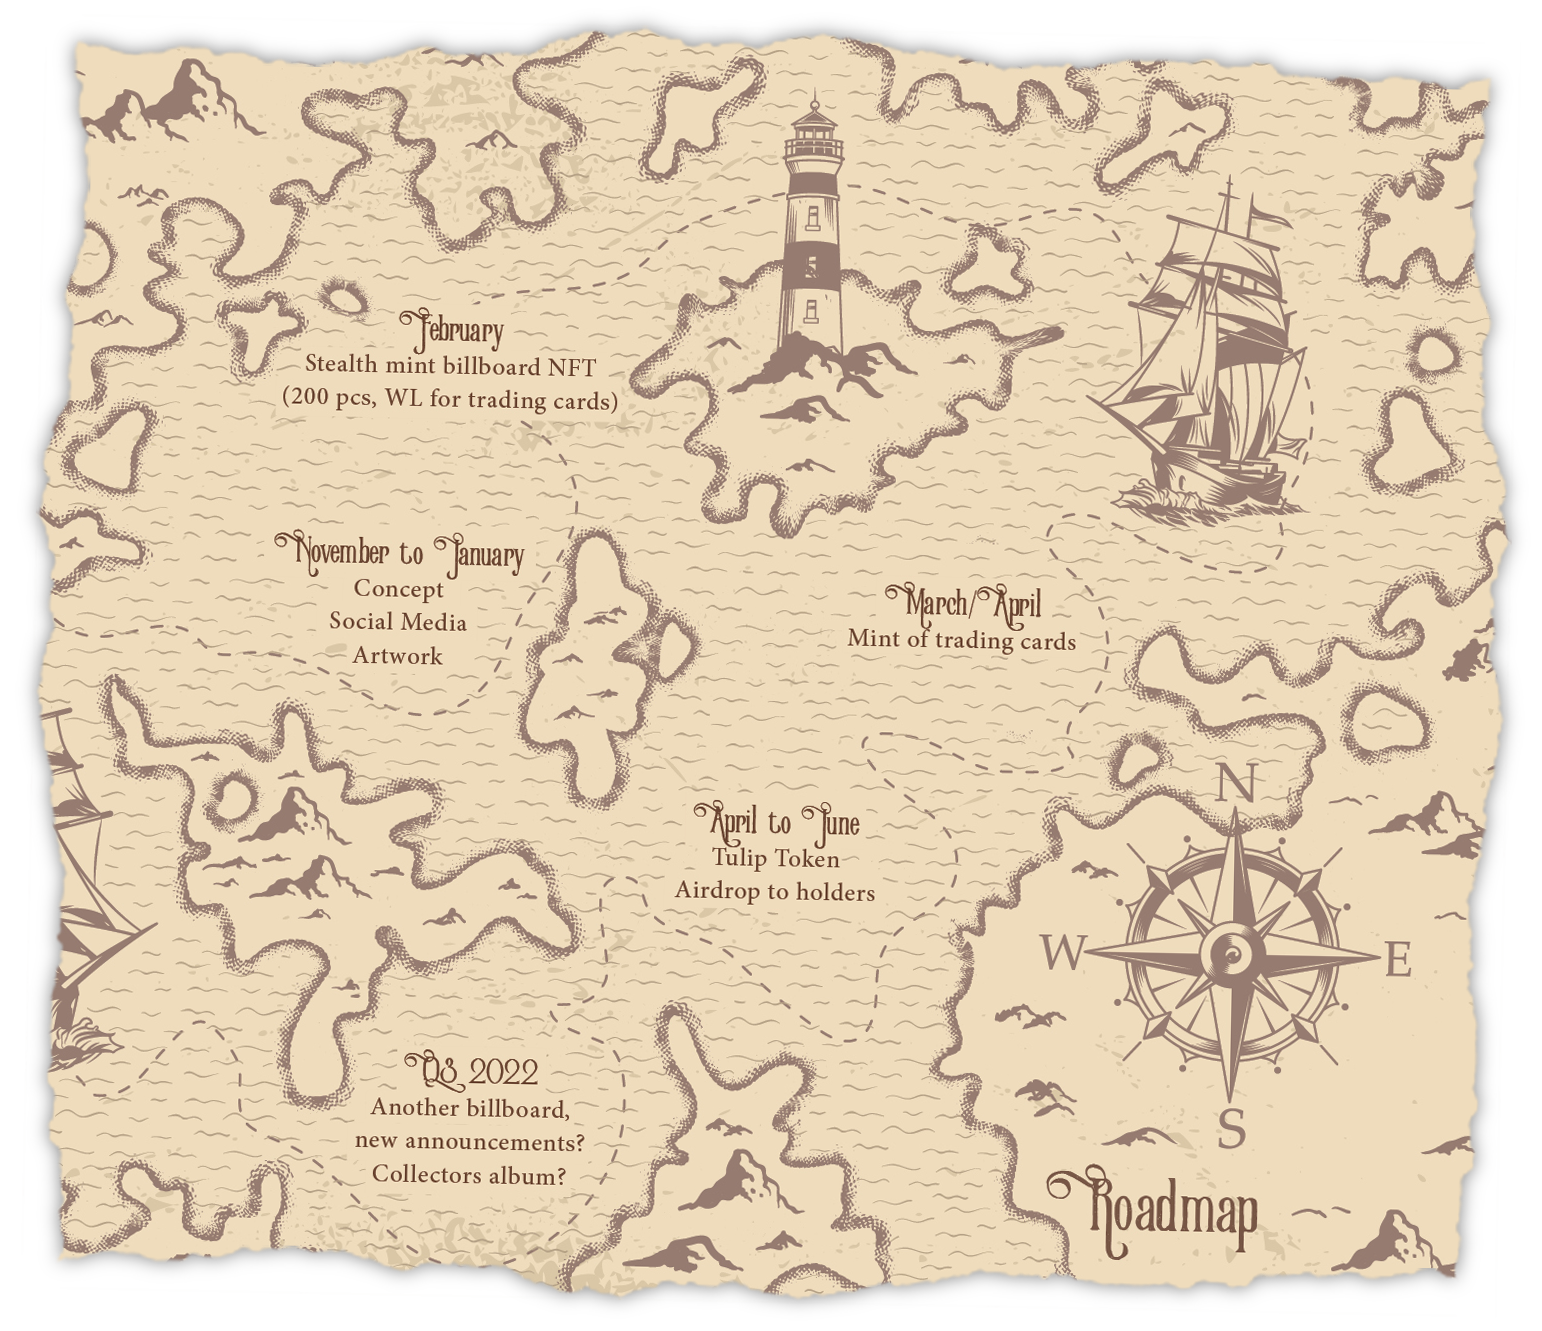 February
Stealth mint billboard NFT
(200 pcs, WL for trading cards)
November to January
Concept
Social Media
Artwork
March/April
Mint of trading cards
April to June
Tulip Token
Airdrop to holders
Q3 2022
Another billboard,
new announcements?
Collectors album?
N
W
E
S
Roadmap